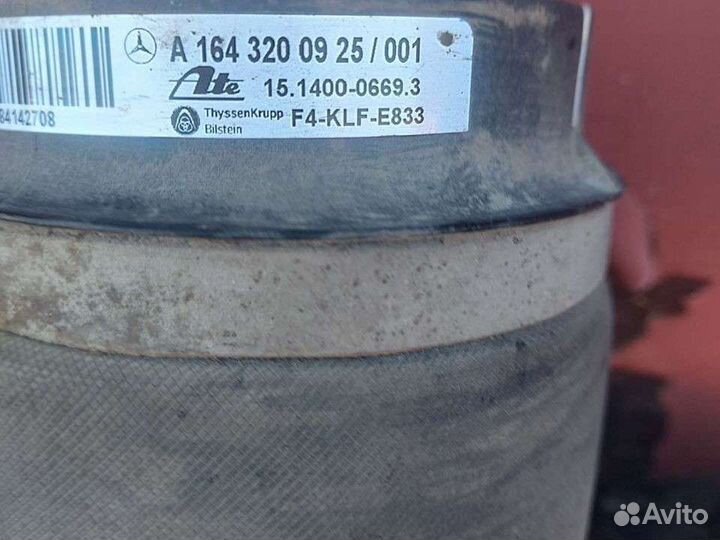 A 164 320 09 25 / 001
Ate 15.1400-0669.3
ThyssenKrupp
Bilstein
F4-KLF-E833
84142708
Avito